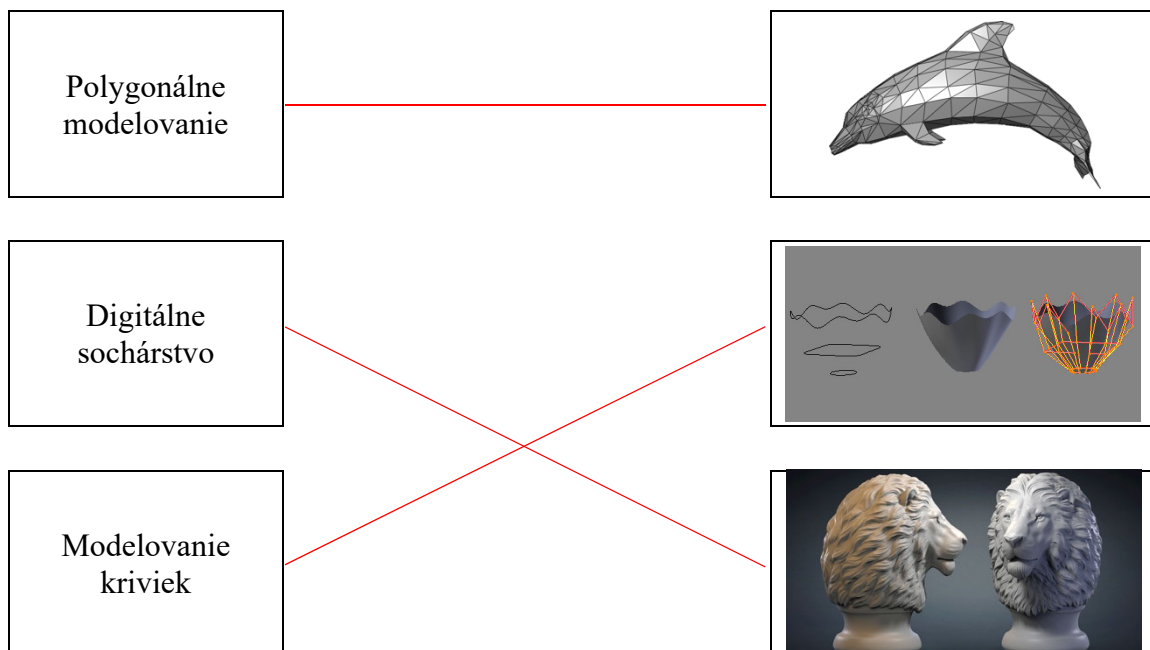 Polygonálne
modelovanie
Digitálne
sochárstvo
Modelovanie
kriviek